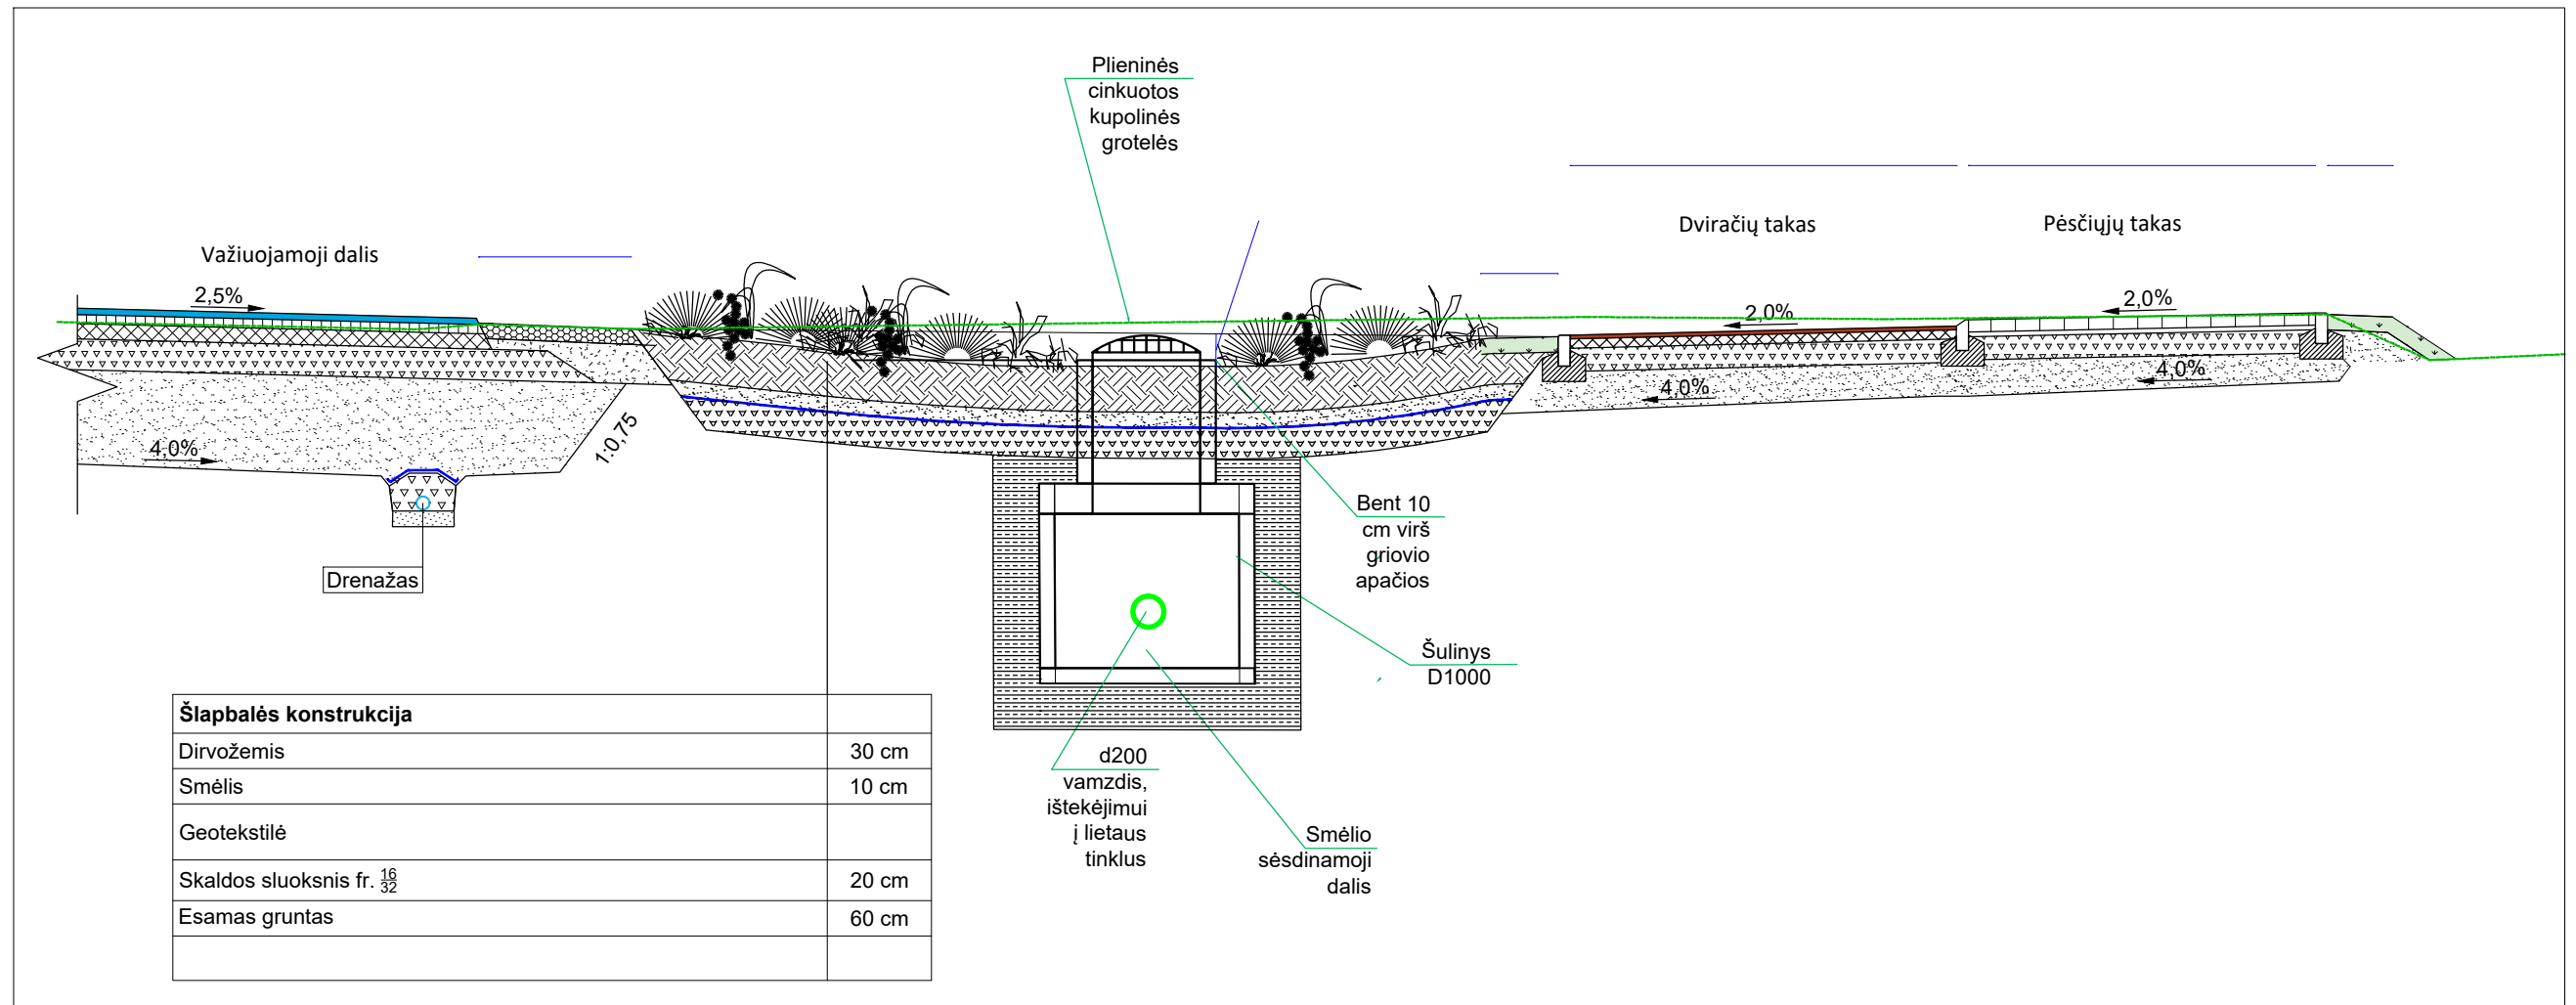 Plieninės
cinkuotos
kupolinės
grotelės
Važiuojamoji dalis
Dviračių takas
Pėsčiųjų takas
2,5%
2,0%
2,0%
4,0%
4,0%
4,0%
1:0,75
Drenažas
Bent 10
cm virš
griovio
apačios
Šulinys
D1000
d200
vamzdis,
ištekėjimui
į lietaus
tinklus
Smėlio
sėsdinamoji
dalis
Šlapbalės konstrukcija
Dirvožemis 30 cm
Smėlis 10 cm
Geotekstilė
Skaldos sluoksnis fr. 16/32 20 cm
Esamas gruntas 60 cm